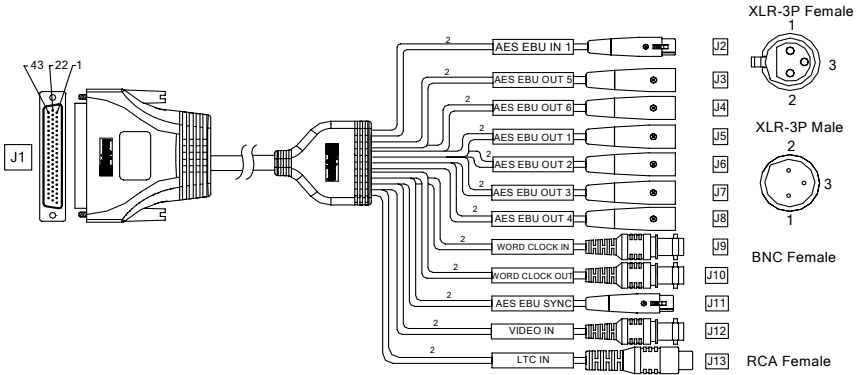 XLR-3P Female
1
3
2
43 22 1
J1
2 AES EBU IN 1 J2
2 AES EBU OUT 5 J3
2 AES EBU OUT 6 J4
2 AES EBU OUT 1 J5
2 AES EBU OUT 2 J6
2 AES EBU OUT 3 J7
2 AES EBU OUT 4 J8
2 WORD CLOCK IN J9
2 WORD CLOCK OUT J10
2 AES EBU SYNC J11
2 VIDEO IN J12
2 LTC IN J13
XLR-3P Male
2
3
1
BNC Female
RCA Female